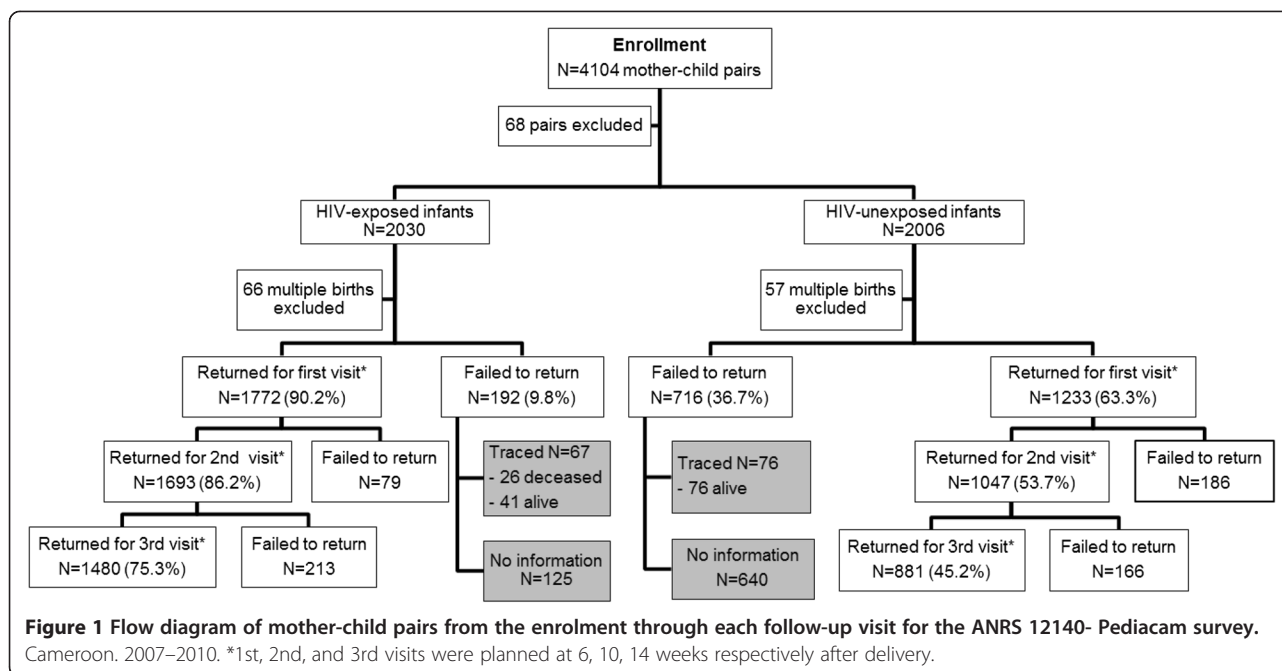 Enrollment
N=4104 mother-child pairs
68 pairs excluded
HIV-exposed infants
N=2030
HIV-unexposed infants
N=2006
66 multiple births
excluded
57 multiple births
excluded
Returned for first visit*
N=1772 (90.2%)
Failed to return
N=192 (9.8%)
Failed to return
N=716 (36.7%)
Returned for first visit*
N=1233 (63.3%)
Returned for 2nd visit*
N=1693 (86.2%)
Failed to return
N=79
Traced N=67
- 26 deceased
- 41 alive
Traced N=76
- 76 alive
Returned for 2nd visit*
N=1047 (53.7%)
Failed to return
N=186
Returned for 3rd visit*
N=1480 (75.3%)
Failed to return
N=213
No information
N=125
No information
N=640
Returned for 3rd visit*
N=881 (45.2%)
Failed to return
N=166
Figure 1 Flow diagram of mother-child pairs from the enrolment through each follow-up visit for the ANRS 12140- Pediacam survey.
Cameroon. 2007–2010. *1st, 2nd, and 3rd visits were planned at 6, 10, 14 weeks respectively after delivery.